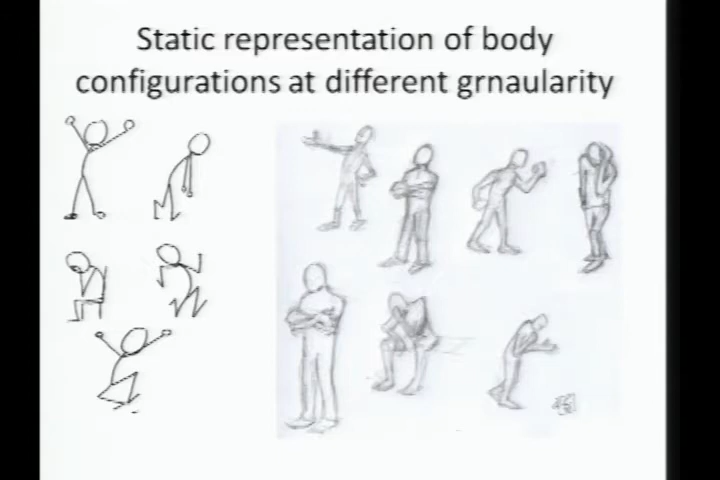 Static representation of body
configurations at different grnaularity